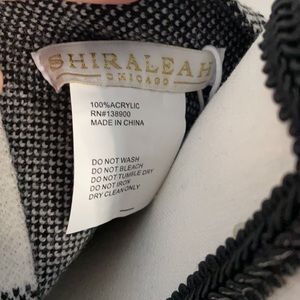 SHIRALEAH
CHICAGO
100%ACRYLIC
RN#138900
MADE IN CHINA
DO NOT WASH
DO NOT BLEACH
DO NOT TUMBLE DRY
DO NOT IRON
DRY CLEAN ONLY